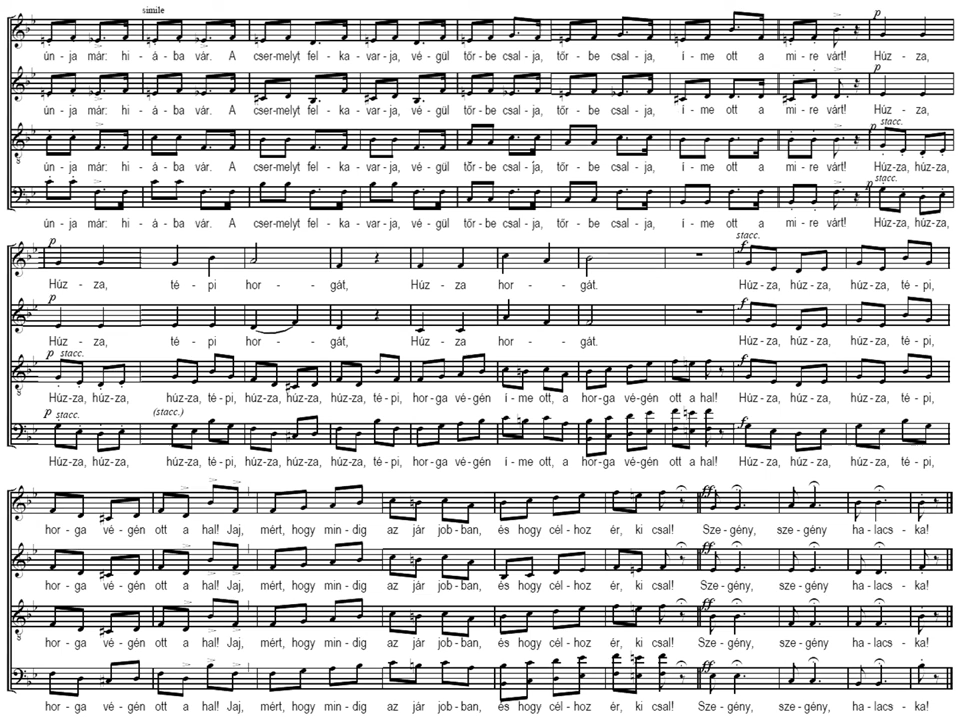 simile
p
ún - ja már: hi - á - ba vár. A cser-melyt fel - ka - var-ja, vé - gül tőr-be csal - ja, tőr - be csal - ja, í - me ott a mi - re várt! Húz - za,
ún - ja már: hi - á - ba vár. A cser-melyt fel - ka - var-ja, vé - gül tőr-be csal - ja, tőr - be csal - ja, í - me ott a mi - re várt! Húz - za,
p stacc.
ún - ja már: hi - á - ba vár. A cser-melyt fel - ka - var-ja, vé - gül tőr-be csal - ja, tőr - be csal - ja, í - me ott a mi - re várt! Húz-za, húz-za,
p stacc.
ún - ja már: hi - á - ba vár. A cser-melyt fel - ka - var-ja, vé - gül tőr-be csal - ja, tőr - be csal - ja, í - me ott a mi - re várt! Húz-za, húz-za,
p stacc. f
Húz - za, té - pi hor - gát, Húz - za hor - gát. Húz - za, húz - za, húz - za, té - pi,
p f
Húz - za, té - pi hor - gát, Húz - za hor - gát. Húz - za, húz - za, húz - za, té - pi,
p stacc. f
Húz-za, húz-za, húz-za, té-pi, húz-za, húz-za, húz-za, té-pi, hor-ga vé-gén í-me ott, a hor-ga vé-gén ott a hal! Húz - za, húz - za, húz - za, té - pi,
p stacc. (stacc.) f
Húz-za, húz-za, húz-za, té-pi, húz-za, húz-za, húz-za, té-pi, hor-ga vé-gén í-me ott, a hor-ga vé-gén ott a hal! Húz - za, húz - za, húz - za, té - pi,
ff
hor - ga vé - gén ott a hal! Jaj, mért, hogy min - dig az jár job - ban, és hogy cél - hoz ér, ki csal! Sze - gény, sze - gény ha - lacs - ka!
ff
hor - ga vé - gén ott a hal! Jaj, mért, hogy min - dig az jár job - ban, és hogy cél - hoz ér, ki csal! Sze - gény, sze - gény ha - lacs - ka!
ff
hor - ga vé - gén ott a hal! Jaj, mért, hogy min - dig az jár job - ban, és hogy cél - hoz ér, ki csal! Sze - gény, sze - gény ha - lacs - ka!
ff
hor - ga vé - gén ott a hal! Jaj, mért, hogy min - dig az jár job - ban, és hogy cél - hoz ér, ki csal! Sze - gény, sze - gény ha - lacs - ka!